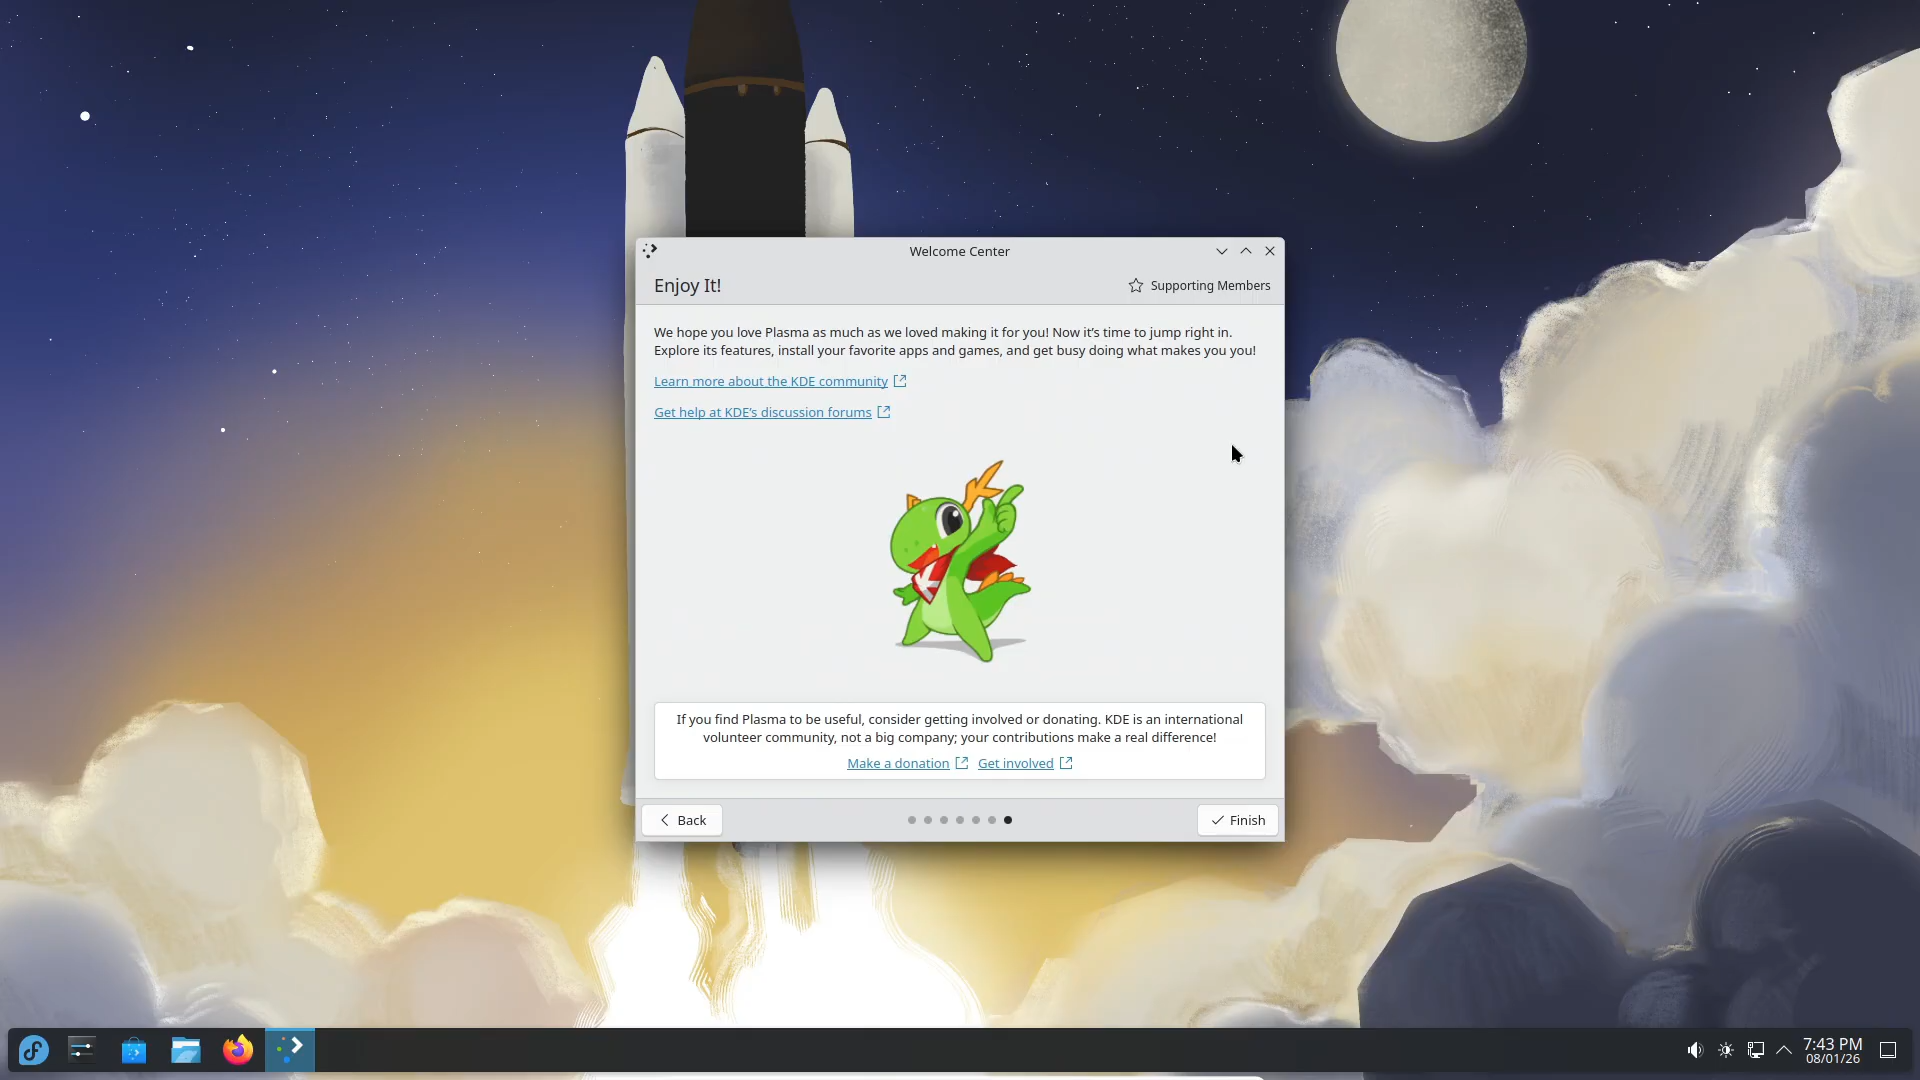 Welcome Center
Enjoy It!
Supporting Members
We hope you love Plasma as much as we loved making it for you! Now it’s time to jump right in.
Explore its features, install your favorite apps and games, and get busy doing what makes you you!
Learn more about the KDE community
Get help at KDE’s discussion forums
If you find Plasma to be useful, consider getting involved or donating. KDE is an international
volunteer community, not a big company; your contributions make a real difference!
Make a donation Get involved
Back
Finish
7:43 PM
08/01/26